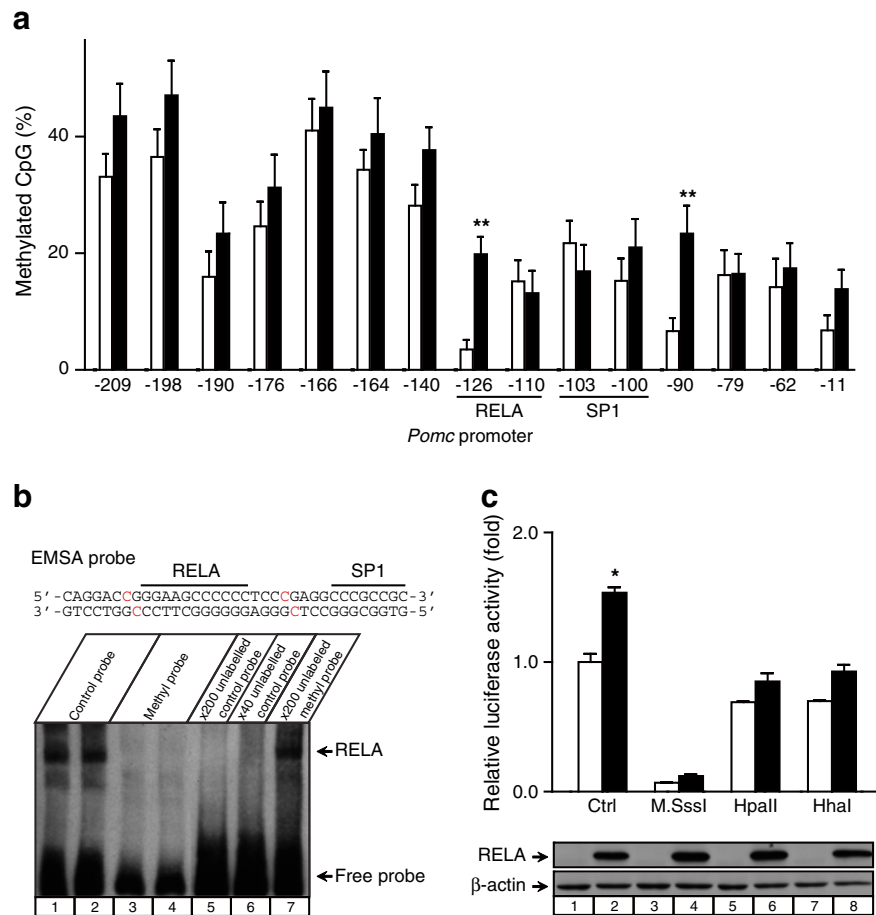 a
Methylated CpG (%)
40
20
0
** **
-209 -198 -190 -176 -166 -164 -140 -126 -110 -103 -100 -90 -79 -62 -11
RELA SP1
Pomc promoter
b
EMSA probe
RELA SP1
5'-CAGGACCGGGAAGCCCCCCTCCCGAGGCCCGCCGC-3'
3'-GTCCTGGCCCTTCGGGGGGAGGGCTCCGGGCGGTG-5'
Control probe
Methyl probe
x200 unlabelled control probe
x40 unlabelled control probe
x200 unlabeled methyl probe
RELA
Free probe
1 2 3 4 5 6 7
c
Relative luciferase activity (fold)
2.0
1.0
0.0
*
Ctrl M.SssI HpaII HhaI
RELA
β-actin
1 2 3 4 5 6 7 8